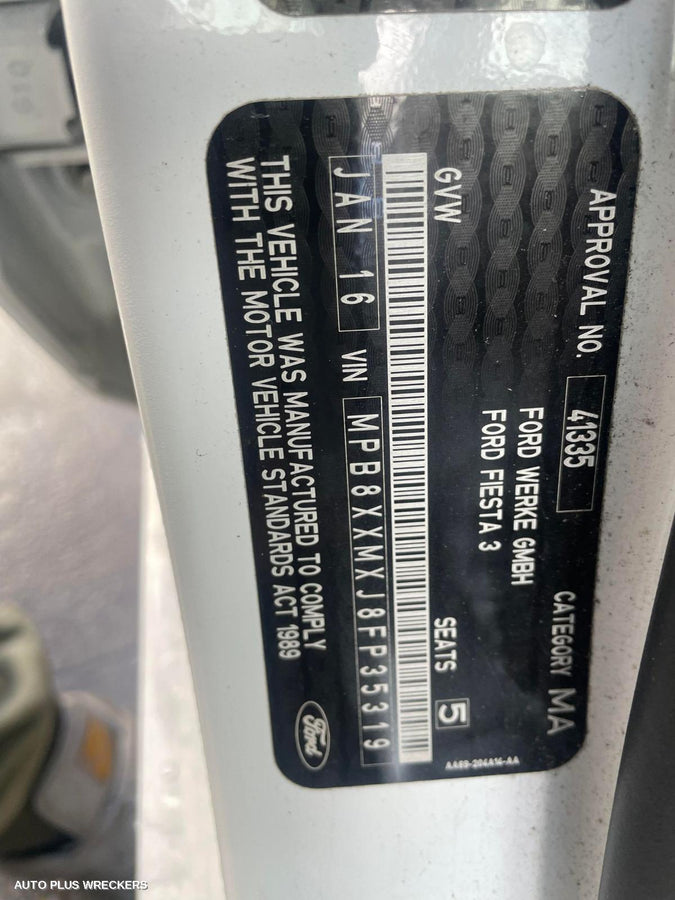 APPROVAL NO. 41335 CATEGORY MA
FORD WERKE GMBH
FORD FIESTA 3
GVW SEATS 5
AA69-204A14-AA
JAN 16 VIN MPB8XXMXJ8FP35319
THIS VEHICLE WAS MANUFACTURED TO COMPLY
WITH THE MOTOR VEHICLE STANDARDS ACT 1989
Ford
AUTO PLUS WRECKERS